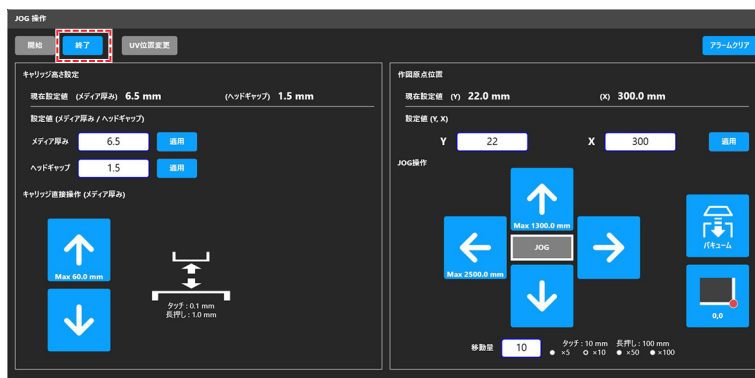 JOG 操作
開始 終了 UV位置変更 アラームクリア
キャリッジ高さ設定
現在設定値 (メディア厚み) 6.5 mm (ヘッドギャップ) 1.5 mm
設定値 (メディア厚み / ヘッドギャップ)
メディア厚み 6.5 適用
ヘッドギャップ 1.5 適用
キャリッジ直接操作 (メディア厚み)
Max 60.0 mm
タッチ : 0.1 mm
長押し : 1.0 mm
作図原点位置
現在設定値 (Y) 22.0 mm (X) 300.0 mm
設定値 (Y, X)
Y 22 X 300 適用
JOG操作
Max 1300.0 mm
JOG
Max 2500.0 mm
バキューム
0,0
移動量 10 タッチ : 10 mm 長押し : 100 mm
×5 ×10 ×50 ×100